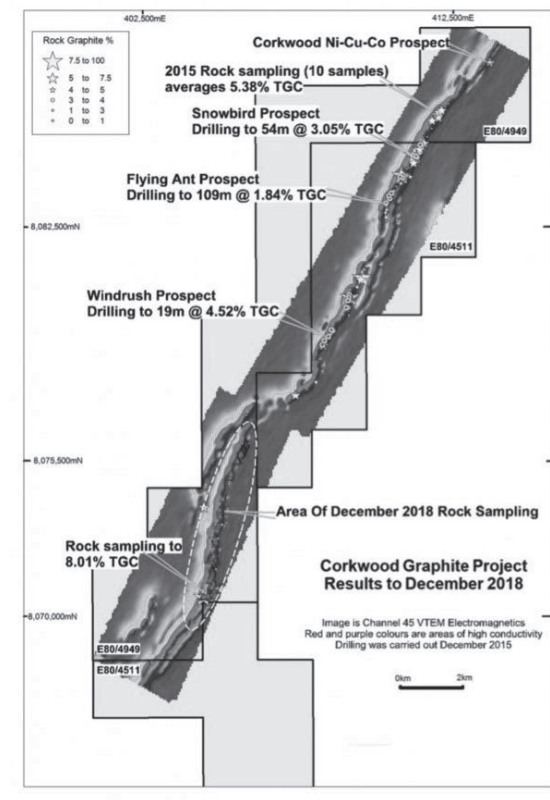 402,500mE
412,500mE
Rock Graphite %
7.5 to 100
5 to 7.5
4 to 5
3 to 4
1 to 3
0 to 1
Corkwood Ni-Cu-Co Prospect
2015 Rock sampling (10 samples)
averages 5.38% TGC
Snowbird Prospect
Drilling to 54m @ 3.05% TGC
E80/4949
Flying Ant Prospect
Drilling to 109m @ 1.84% TGC
8,082,500mN
E80/4511
Windrush Prospect
Drilling to 19m @ 4.52% TGC
8,075,500mN
Area Of December 2018 Rock Sampling
Rock sampling to
8.01% TGC
Corkwood Graphite Project
Results to December 2018
8,070,000mN
Image is Channel 45 VTEM Electromagnetics
Red and purple colours are areas of high conductivity
Drilling was carried out December 2015
E80/4949
E80/4511
0km
2km